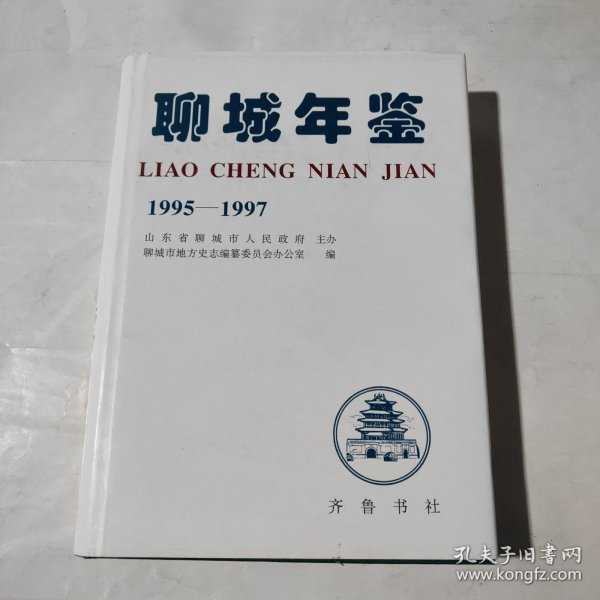 聊城年鉴
LIAO CHENG NIAN JIAN
1995—1997
山东省聊城市人民政府 主办
聊城市地方史志编纂委员会办公室 编
齐鲁书社
孔夫子旧书网
www.kongfz.com